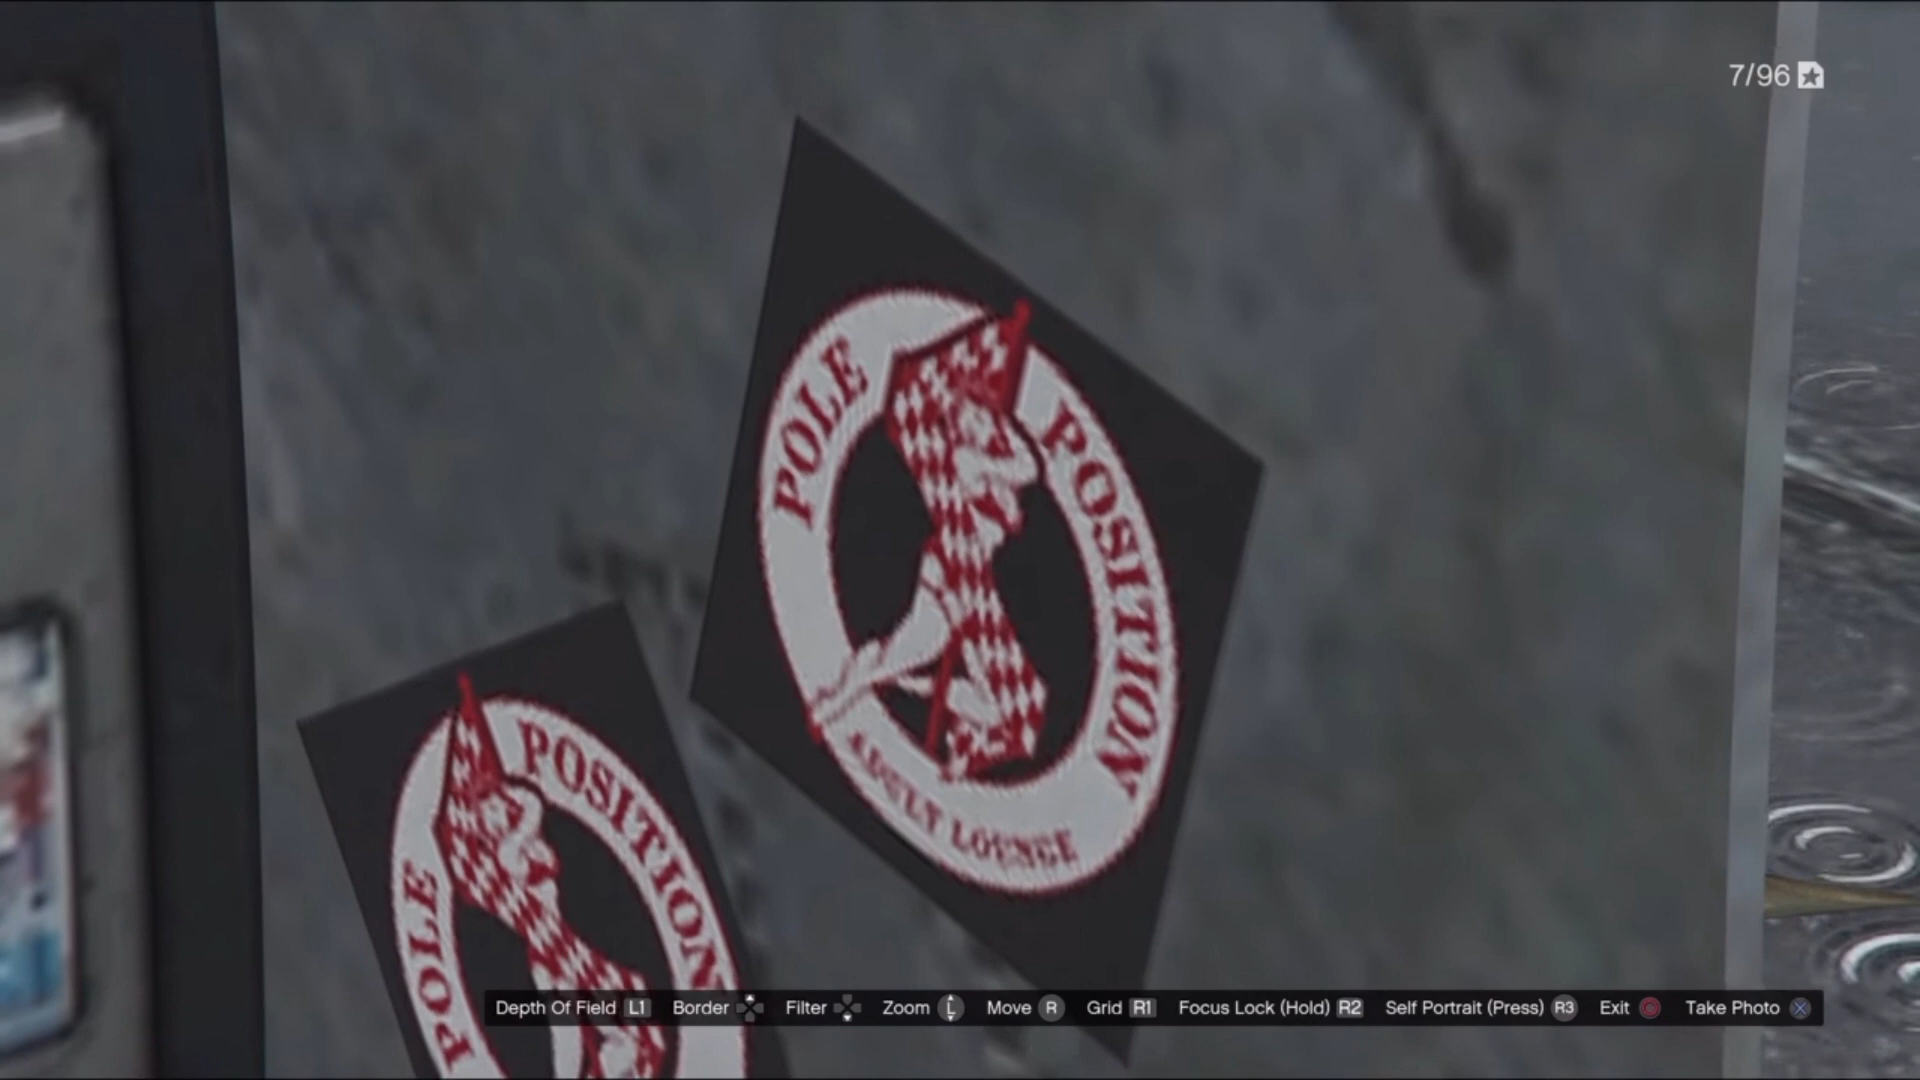 7/96
POLE POSITION
ADULT LOUNGE
POLE POSITION
Depth Of Field L1 Border Filter Zoom L Move R Grid R1 Focus Lock (Hold) R2 Self Portrait (Press) R3 Exit Take Photo